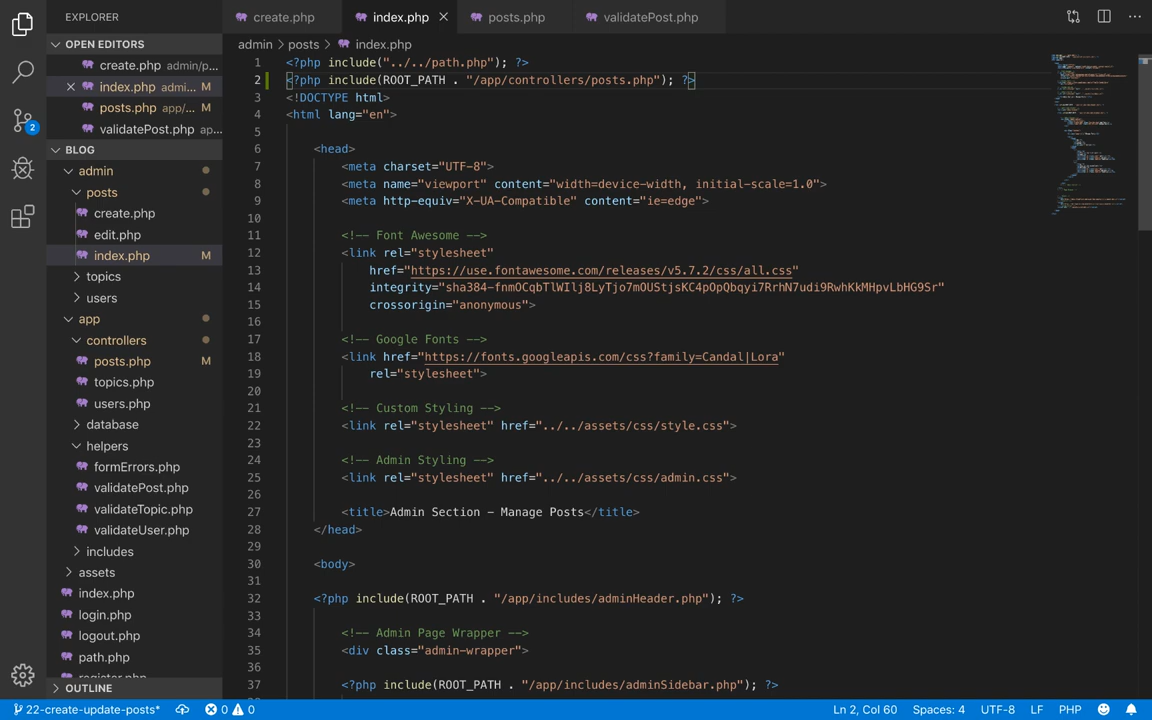 EXPLORER
create.php
index.php
posts.php
validatePost.php
OPEN EDITORS
create.php admin/p...
index.php admi... M
posts.php app/... M
validatePost.php ap...
BLOG
admin
posts
create.php
edit.php
index.php M
topics
users
app
controllers
posts.php M
topics.php
users.php
database
helpers
formErrors.php
validatePost.php
validateTopic.php
validateUser.php
includes
assets
index.php
login.php
logout.php
path.php
register.php
OUTLINE
2
admin > posts > index.php
1 <?php include("../../path.php"); ?>
2 <?php include(ROOT_PATH . "/app/controllers/posts.php"); ?>
3 <!DOCTYPE html>
4 <html lang="en">
5
6 <head>
7 <meta charset="UTF-8">
8 <meta name="viewport" content="width=device-width, initial-scale=1.0">
9 <meta http-equiv="X-UA-Compatible" content="ie=edge">
10
11 <!-- Font Awesome -->
12 <link rel="stylesheet"
13 href="https://use.fontawesome.com/releases/v5.7.2/css/all.css"
14 integrity="sha384-fnmOCqbTlWIlj8LyTjo7mOUStjsKC4pOpQbqyi7RrhN7udi9RwhKkMHpvLbHG9Sr"
15 crossorigin="anonymous">
16
17 <!-- Google Fonts -->
18 <link href="https://fonts.googleapis.com/css?family=Candal|Lora"
19 rel="stylesheet">
20
21 <!-- Custom Styling -->
22 <link rel="stylesheet" href="../../assets/css/style.css">
23
24 <!-- Admin Styling -->
25 <link rel="stylesheet" href="../../assets/css/admin.css">
26
27 <title>Admin Section - Manage Posts</title>
28 </head>
29
30 <body>
31
32 <?php include(ROOT_PATH . "/app/includes/adminHeader.php"); ?>
33
34 <!-- Admin Page Wrapper -->
35 <div class="admin-wrapper">
36
37 <?php include(ROOT_PATH . "/app/includes/adminSidebar.php"); ?>
22-create-update-posts* 0 0 Ln 2, Col 60 Spaces: 4 UTF-8 LF PHP